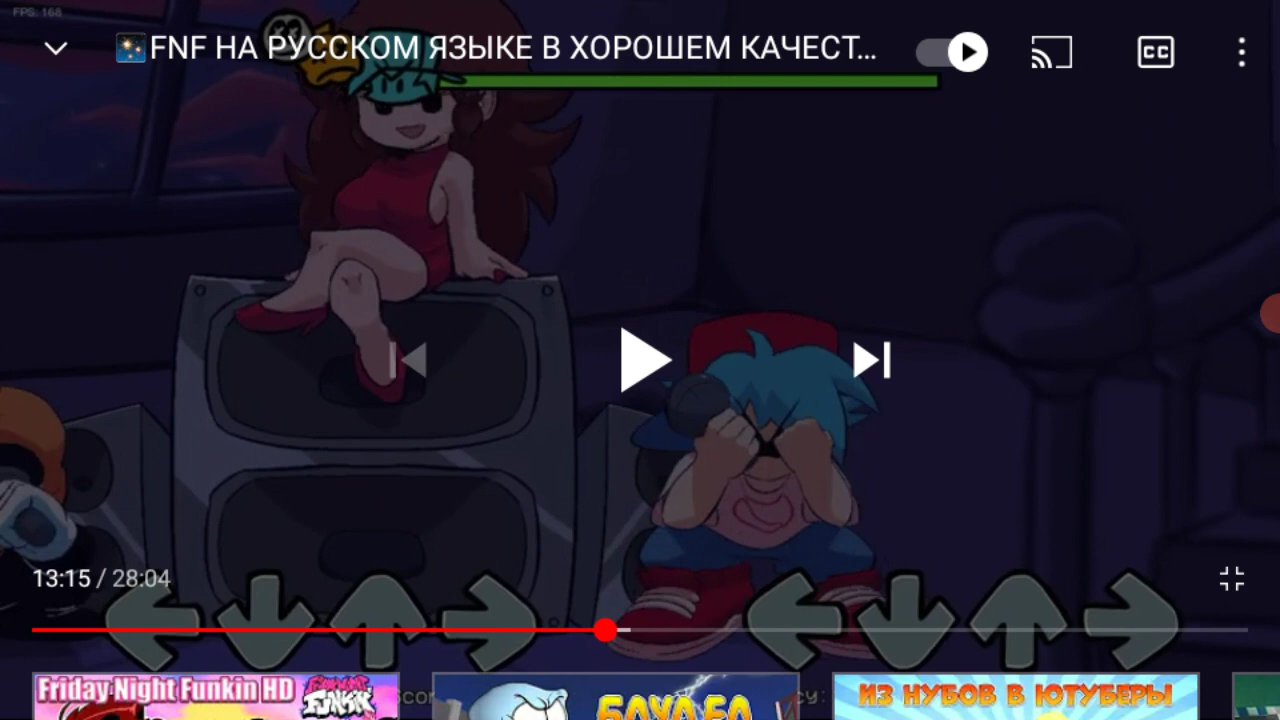 FPS: 168
FNF НА РУССКОМ ЯЗЫКЕ В ХОРОШЕМ КАЧЕСТ...
CC
13:15 / 28:04
Friday Night Funkin HD
FUNKIN
ИЗ НУБОВ В ЮТУБЕРЫ